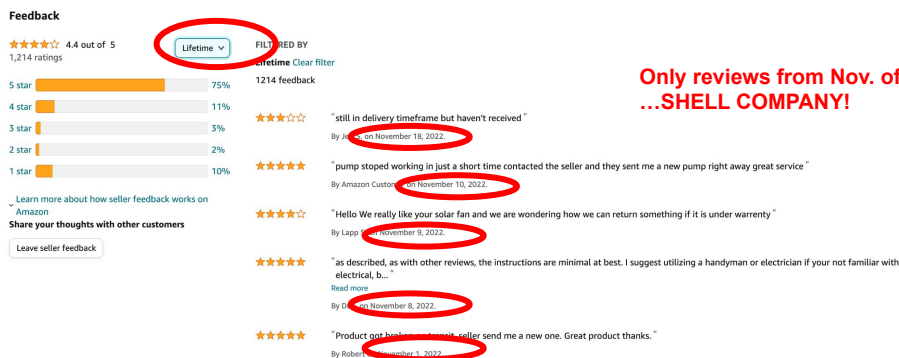 Feedback
4.4 out of 5
Lifetime
1,214 ratings
5 star 75%
4 star 11%
3 star 3%
2 star 2%
1 star 10%
Learn more about how seller feedback works on
Amazon
Share your thoughts with other customers
Leave seller feedback
FILTERED BY
Lifetime Clear filter
1214 feedback
Only reviews from Nov. of
…SHELL COMPANY!
"still in delivery timeframe but haven't received"
By S. on November 18, 2022.
"pump stoped working in just a short time contacted the seller and they sent me a new pump right away great service"
By Amazon Customer on November 10, 2022.
"Hello We really like your solar fan and we are wondering how we can return something if it is under warrenty"
By Lapp November 9, 2022.
"as described, as with other reviews, the instructions are minimal at best. I suggest utilizing a handyman or electrician if your not familiar with
electrical, b..."
Read more
By on November 8, 2022.
"Product got broken transit, seller send me a new one. Great product thanks."
By Robert November 1, 2022.